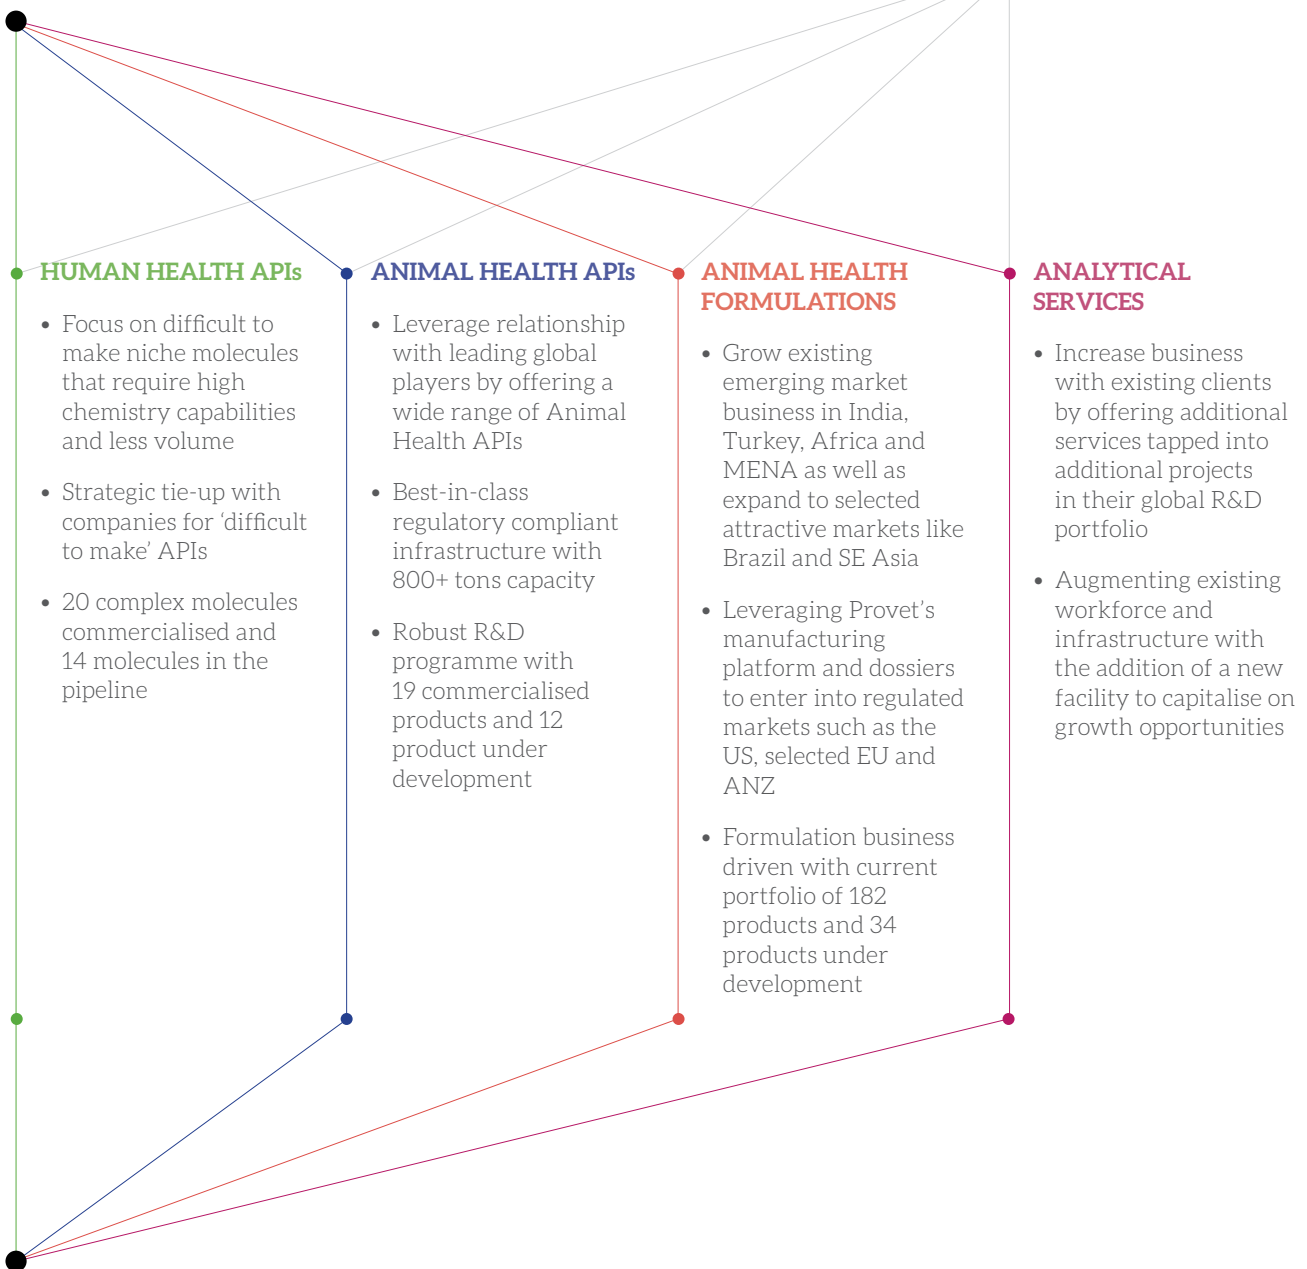 HUMAN HEALTH APIs
• Focus on difficult to
make niche molecules
that require high
chemistry capabilities
and less volume
• Strategic tie-up with
companies for ‘difficult
to make’ APIs
• 20 complex molecules
commercialised and
14 molecules in the
pipeline
ANIMAL HEALTH APIs
• Leverage relationship
with leading global
players by offering a
wide range of Animal
Health APIs
• Best-in-class
regulatory compliant
infrastructure with
800+ tons capacity
• Robust R&D
programme with
19 commercialised
products and 12
product under
development
ANIMAL HEALTH
FORMULATIONS
• Grow existing
emerging market
business in India,
Turkey, Africa and
MENA as well as
expand to selected
attractive markets like
Brazil and SE Asia
• Leveraging Provet’s
manufacturing
platform and dossiers
to enter into regulated
markets such as the
US, selected EU and
ANZ
• Formulation business
driven with current
portfolio of 182
products and 34
products under
development
ANALYTICAL
SERVICES
• Increase business
with existing clients
by offering additional
services tapped into
additional projects
in their global R&D
portfolio
• Augmenting existing
workforce and
infrastructure with
the addition of a new
facility to capitalise on
growth opportunities